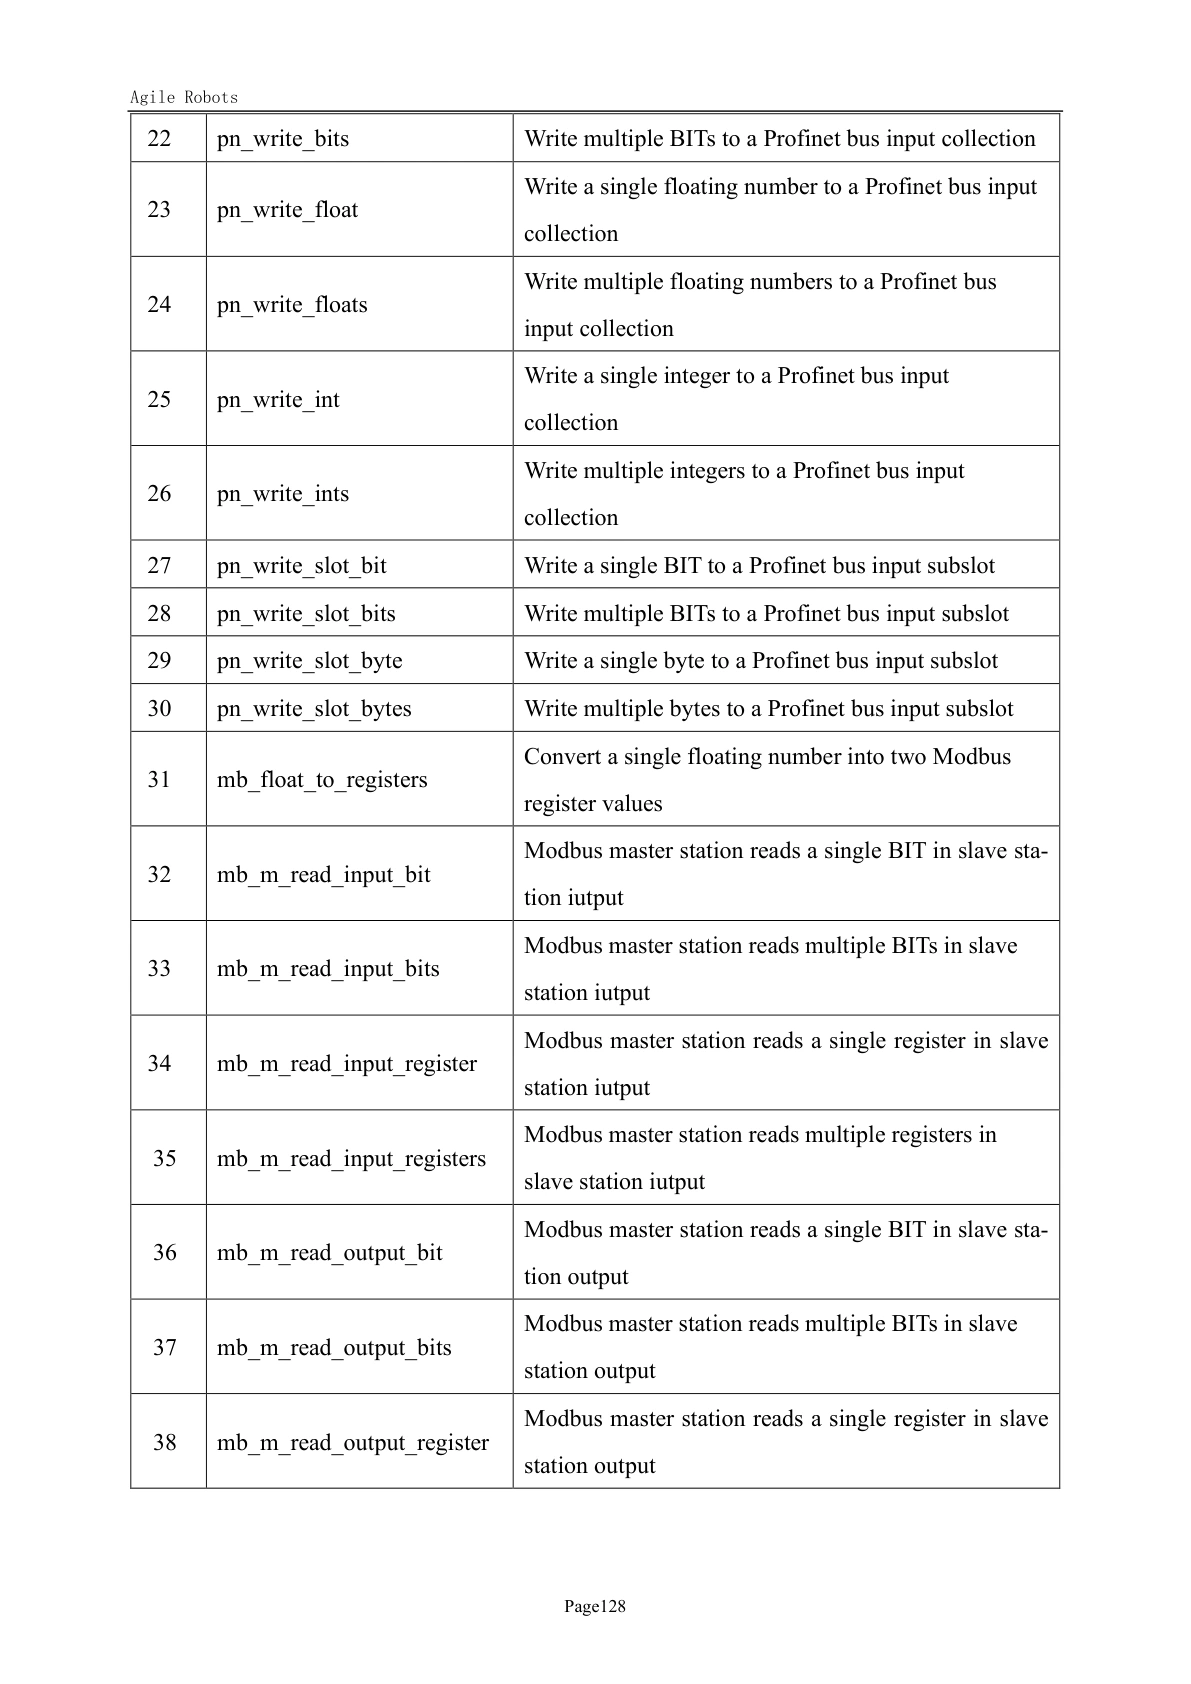 Agile Robots
22 pn_write_bits Write multiple BITs to a Profinet bus input collection
23 pn_write_float Write a single floating number to a Profinet bus input
collection
24 pn_write_floats Write multiple floating numbers to a Profinet bus
input collection
25 pn_write_int Write a single integer to a Profinet bus input
collection
26 pn_write_ints Write multiple integers to a Profinet bus input
collection
27 pn_write_slot_bit Write a single BIT to a Profinet bus input subslot
28 pn_write_slot_bits Write multiple BITs to a Profinet bus input subslot
29 pn_write_slot_byte Write a single byte to a Profinet bus input subslot
30 pn_write_slot_bytes Write multiple bytes to a Profinet bus input subslot
31 mb_float_to_registers Convert a single floating number into two Modbus
register values
32 mb_m_read_input_bit Modbus master station reads a single BIT in slave sta-
tion iutput
33 mb_m_read_input_bits Modbus master station reads multiple BITs in slave
station iutput
34 mb_m_read_input_register Modbus master station reads a single register in slave
station iutput
35 mb_m_read_input_registers Modbus master station reads multiple registers in
slave station iutput
36 mb_m_read_output_bit Modbus master station reads a single BIT in slave sta-
tion output
37 mb_m_read_output_bits Modbus master station reads multiple BITs in slave
station output
38 mb_m_read_output_register Modbus master station reads a single register in slave
station output
Page128